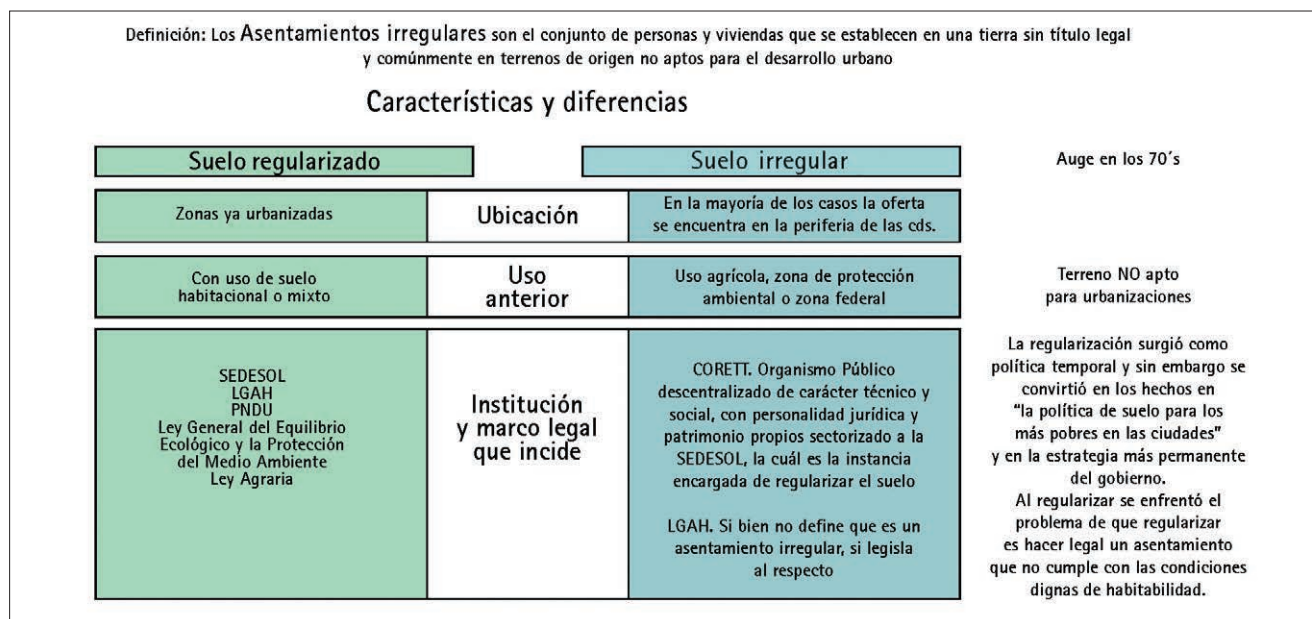 Definición: Los Asentamientos irregulares son el conjunto de personas y viviendas que se establecen en una tierra sin título legal
y comúnmente en terrenos de origen no aptos para el desarrollo urbano
Características y diferencias
Suelo regularizado
Suelo irregular
Auge en los 70´s
Zonas ya urbanizadas
Ubicación
En la mayoría de los casos la oferta
se encuentra en la periferia de las cds.
Con uso de suelo
habitacional o mixto
Uso
anterior
Uso agrícola, zona de protección
ambiental o zona federal
Terreno NO apto
para urbanizaciones
SEDESOL
LGAH
PNDU
Ley General del Equilibrio
Ecológico y la Protección
del Medio Ambiente
Ley Agraria
Institución
y marco legal
que incide
CORETT. Organismo Público
descentralizado de carácter técnico y
social, con personalidad jurídica y
patrimonio propios sectorizado a la
SEDESOL, la cuál es la instancia
encargada de regularizar el suelo
LGAH. Si bien no define que es un
asentamiento irregular, si legisla
al respecto
La regularización surgió como
política temporal y sin embargo se
convirtió en los hechos en
“la política de suelo para los
más pobres en las ciudades”
y en la estrategia más permanente
del gobierno.
Al regularizar se enfrentó el
problema de que regularizar
es hacer legal un asentamiento
que no cumple con las condiciones
dignas de habitabilidad.